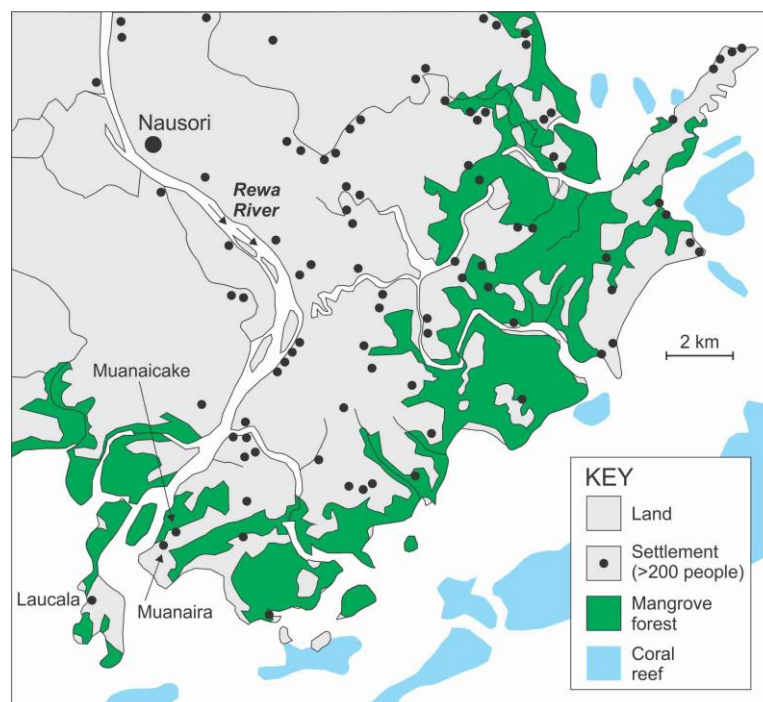 Nausori
Rewa
River
2 km
Muanaicake
Laucala
Muanaira
KEY
Land
Settlement
(>200 people)
Mangrove
forest
Coral
reef